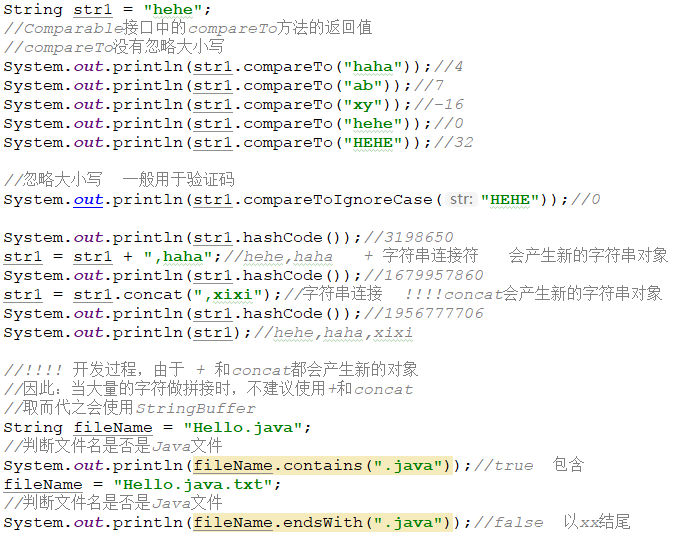 String str1 = "hehe";
//Comparable接口中的compareTo方法的返回值
//compareTo没有忽略大小写
System.out.println(str1.compareTo("haha"));//4
System.out.println(str1.compareTo("ab"));//7
System.out.println(str1.compareTo("xy"));//-16
System.out.println(str1.compareTo("hehe"));//0
System.out.println(str1.compareTo("HEHE"));//32
//忽略大小写  一般用于验证码
System.out.println(str1.compareToIgnoreCase( str: "HEHE"));//0
System.out.println(str1.hashCode());//3198650
str1 = str1 + ",haha";//hehe,haha   + 字符串连接符   会产生新的字符串对象
System.out.println(str1.hashCode());//1679957860
str1 = str1.concat(",xixi");//字符串连接  !!!!concat会产生新的字符串对象
System.out.println(str1.hashCode());//1956777706
System.out.println(str1);//hehe,haha,xixi
//!!!! 开发过程，由于 + 和concat都会产生新的对象
//因此：当大量的字符做拼接时，不建议使用+和concat
//取而代之会使用StringBuffer
String fileName = "Hello.java";
//判断文件名是否是Java文件
System.out.println(fileName.contains(".java"));//true  包含
fileName = "Hello.java.txt";
//判断文件名是否是Java文件
System.out.println(fileName.endsWith(".java"));//false  以xx结尾